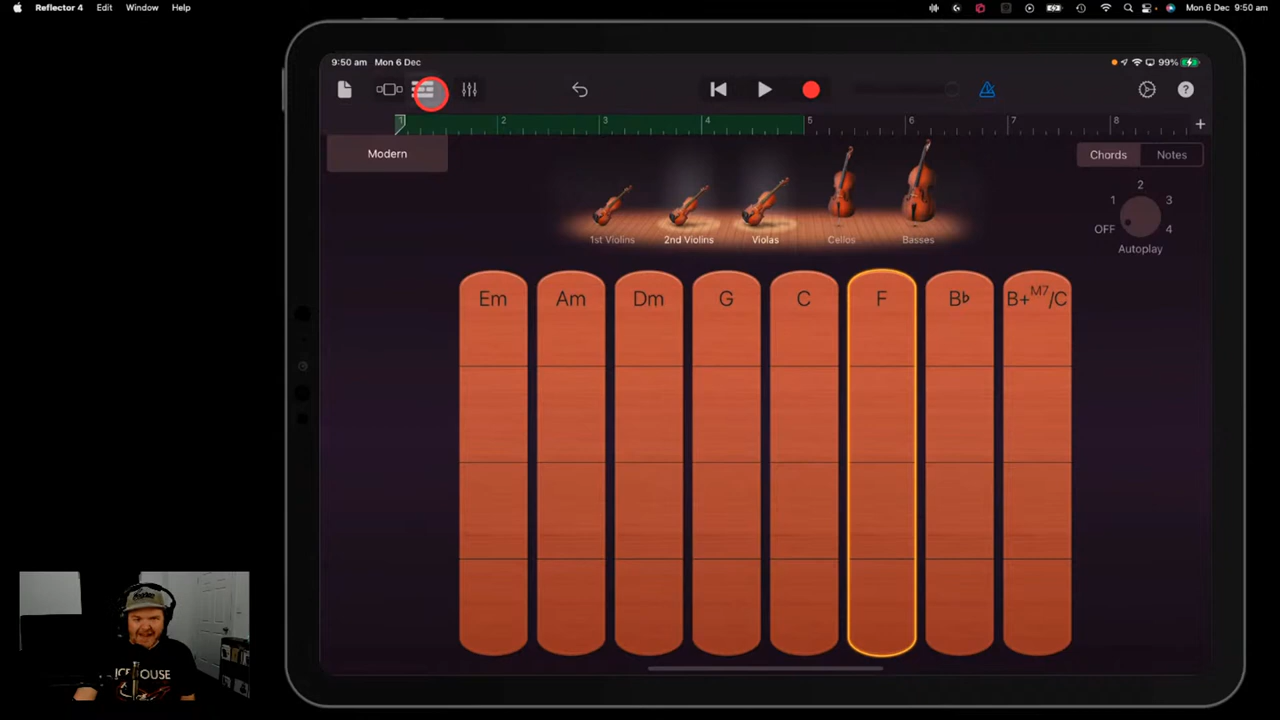 Reflector 4 Edit Window Help Mon 6 Dec 9:50 am
9:50 am Mon 6 Dec 99%
1 2 3 4 5 6 7 8
Modern
Chords Notes
1st Violins 2nd Violins Violas Cellos Basses
2
1 3
OFF 4
Autoplay
Em Am Dm G C F B♭ B+M7/C
ICEHOUSE